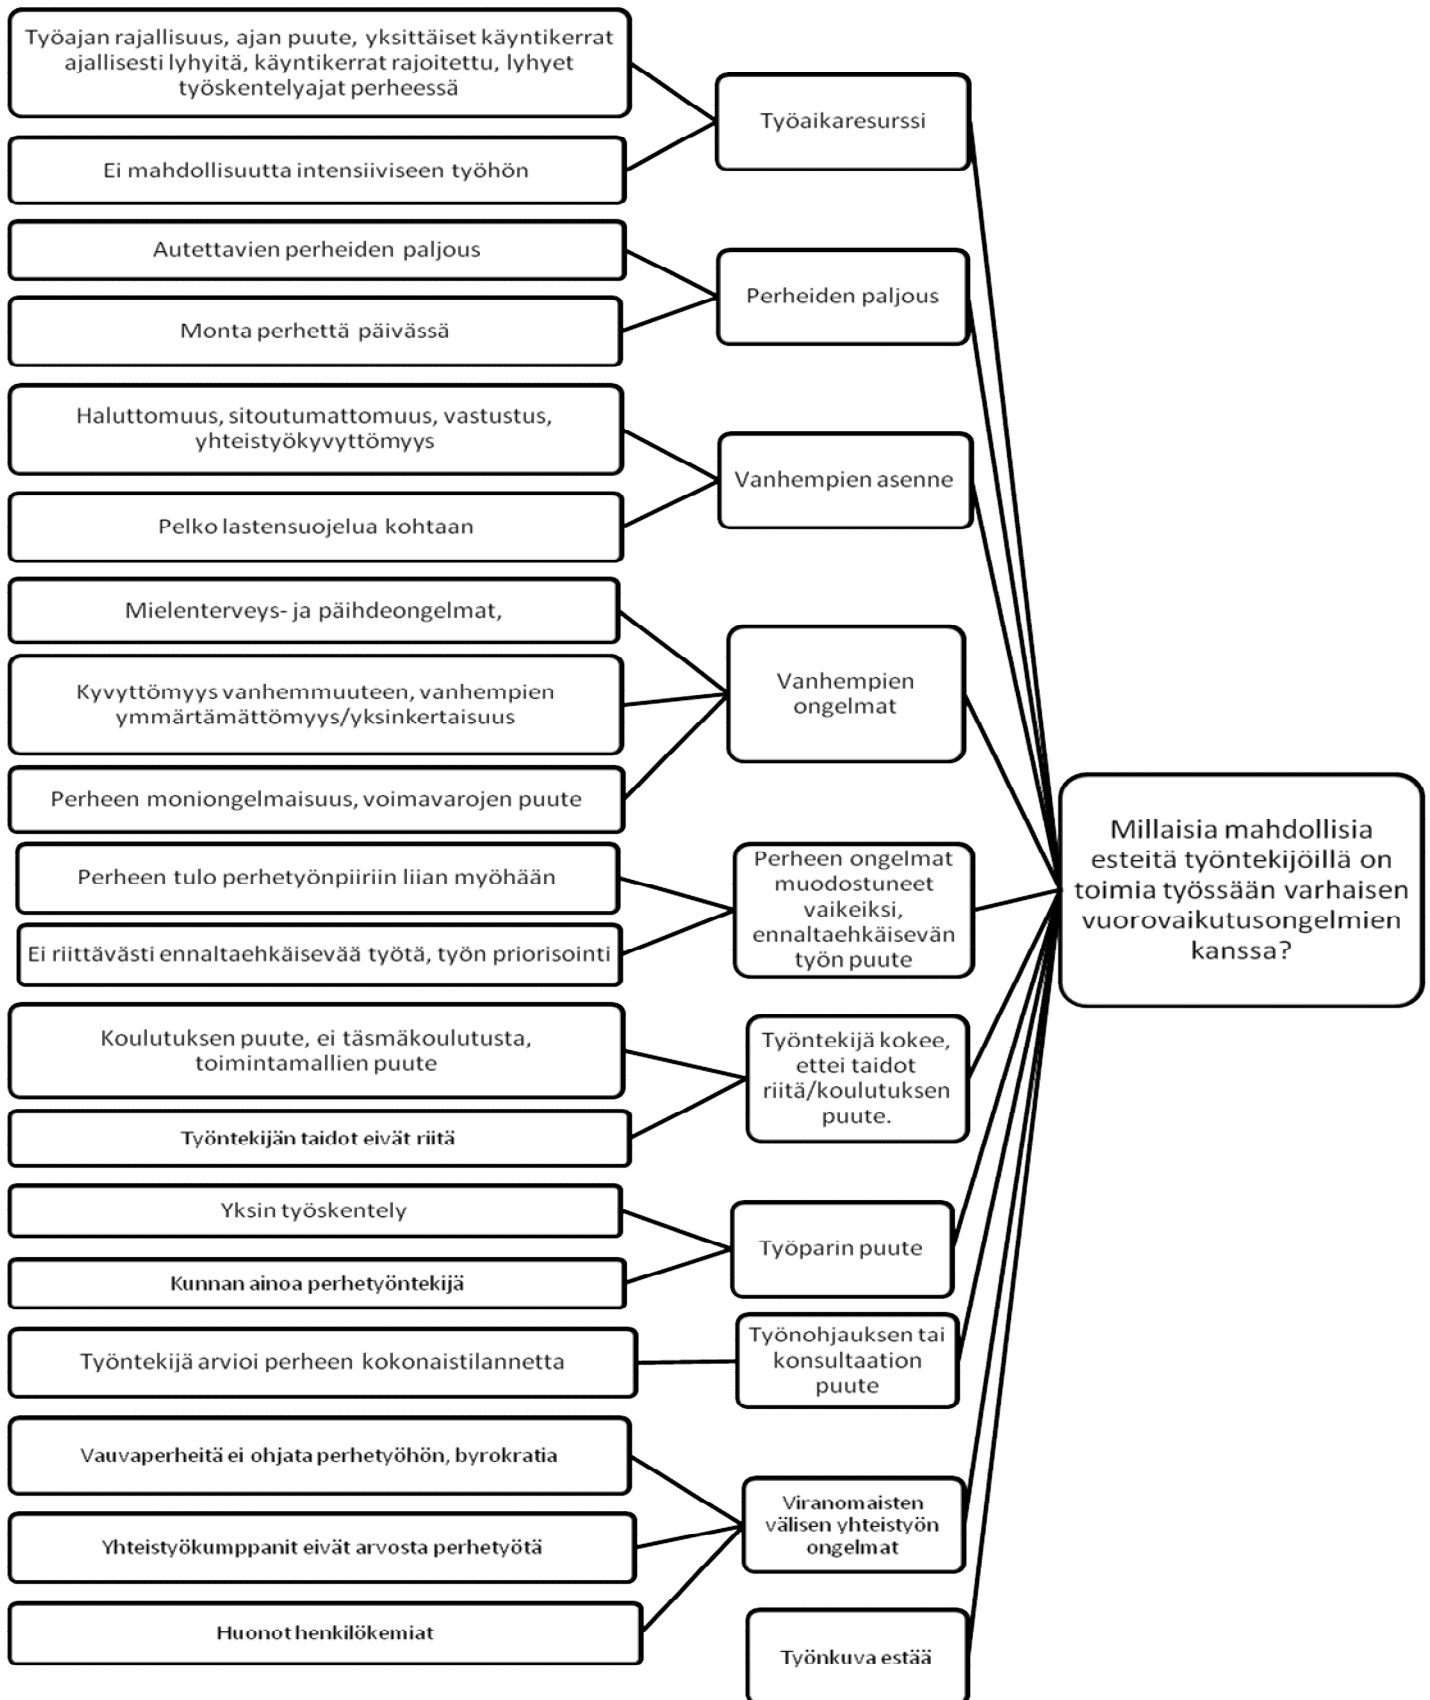 Työajan rajallisuus, ajan puute, yksittäiset käyntikerrat
ajallisesti lyhyitä, käyntikerrat rajoitettu, lyhyet
työskentelyajat perheessä
Ei mahdollisuutta intensiiviseen työhön
Työaikaresurssi
Autettavien perheiden paljous
Monta perhettä päivässä
Perheiden paljous
Haluttomuus, sitoutumattomuus, vastustus,
yhteistyökyvyttömyys
Pelko lastensuojelua kohtaan
Vanhempien asenne
Mielenterveys- ja päihdeongelmat,
Kyvyttömyys vanhemmuuteen, vanhempien
ymmärtämättömyys/yksinkertaisuus
Perheen moniongelmaisuus, voimavarojen puute
Vanhempien
ongelmat
Perheen tulo perhetyönpiiriin liian myöhään
Ei riittävästi ennaltaehkäisevää työtä, työn priorisointi
Perheen ongelmat
muodostuneet
vaikeiksi,
ennaltaehkäisevän
työn puute
Koulutuksen puute, ei täsmäkoulutusta,
toimintamallien puute
Työntekijän taidot eivät riitä
Työntekijä kokee,
ettei taidot
riitä/koulutuksen
puute.
Yksin työskentely
Kunnan ainoa perhetyöntekijä
Työparin puute
Työntekijä arvioi perheen kokonaistilannetta
Työnohjauksen tai
konsultaation
puute
Vauvaperheitä ei ohjata perhetyöhön, byrokratia
Yhteistyökumppanit eivät arvosta perhetyötä
Huonot henkilökemiat
Viranomaisten
välisen yhteistyön
ongelmat
Työnkuva estää
Millaisia mahdollisia
esteitä työntekijöillä on
toimia työssään varhaisen
vuorovaikutusongelmien
kanssa?